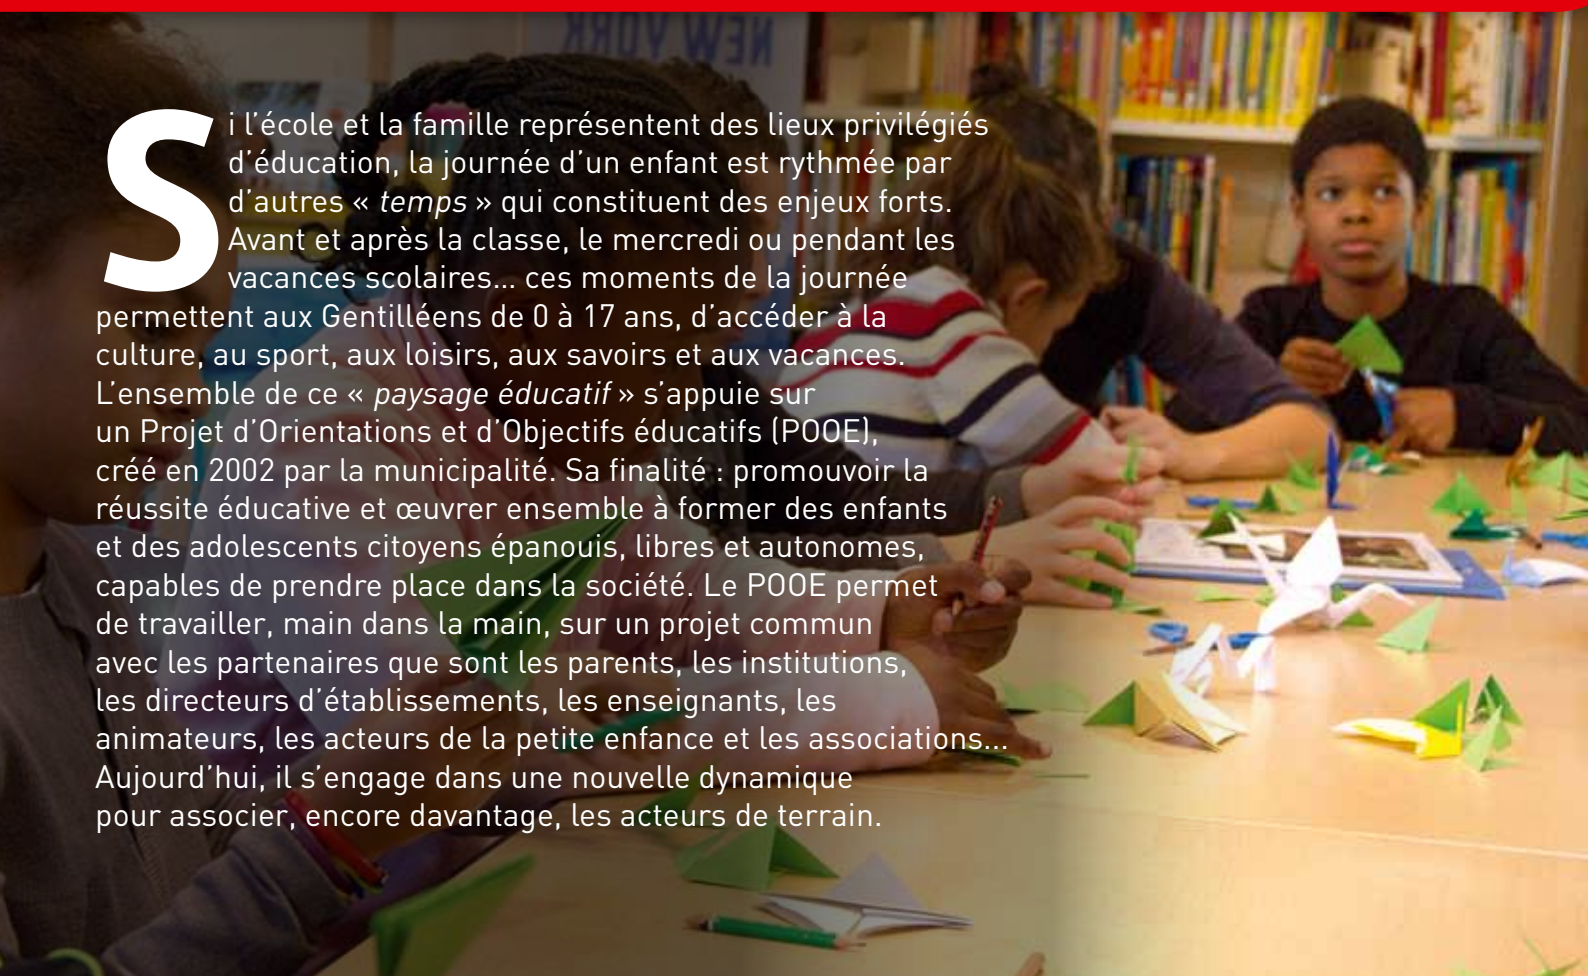 NEW YORK
Si l'école et la famille représentent des lieux privilégiés
d'éducation, la journée d'un enfant est rythmée par
d'autres « temps » qui constituent des enjeux forts.
Avant et après la classe, le mercredi ou pendant les
vacances scolaires… ces moments de la journée
permettent aux Gentilléens de 0 à 17 ans, d'accéder à la
culture, au sport, aux loisirs, aux savoirs et aux vacances.
L'ensemble de ce « paysage éducatif » s'appuie sur
un Projet d'Orientations et d'Objectifs éducatifs (POOE),
créé en 2002 par la municipalité. Sa finalité : promouvoir la
réussite éducative et œuvrer ensemble à former des enfants
et des adolescents citoyens épanouis, libres et autonomes,
capables de prendre place dans la société. Le POOE permet
de travailler, main dans la main, sur un projet commun
avec les partenaires que sont les parents, les institutions,
les directeurs d'établissements, les enseignants, les
animateurs, les acteurs de la petite enfance et les associations…
Aujourd'hui, il s'engage dans une nouvelle dynamique
pour associer, encore davantage, les acteurs de terrain.